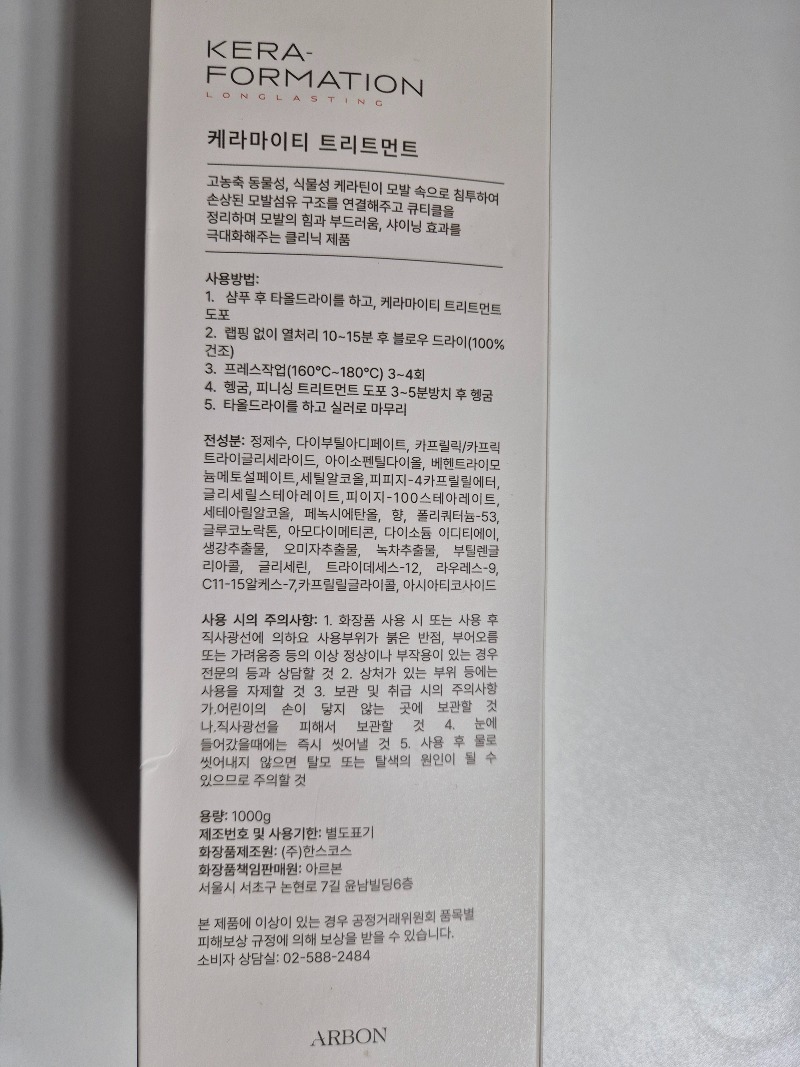 KERA-
FORMATION
LONGLASTING
케라마이티 트리트먼트
고농축 동물성, 식물성 케라틴이 모발 속으로 침투하여
손상된 모발섬유 구조를 연결해주고 큐티클을
정리하며 모발의 힘과 부드러움, 샤이닝 효과를
극대화해주는 클리닉 제품
사용방법:
1. 샴푸 후 타올드라이를 하고, 케라마이티 트리트먼트
도포
2. 랩핑 없이 열처리 10~15분 후 블로우 드라이(100%
건조)
3. 프레스작업(160°C~180°C) 3~4회
4. 헹굼, 피니싱 트리트먼트 도포 3~5분방치 후 헹굼
5. 타올드라이를 하고 실러로 마무리
전성분: 정제수, 다이부틸아디페이트, 카프릴릭/카프릭
트라이글리세라이드, 아이소펜틸다이올, 베헨트라이모
늄메토설페이트,세틸알코올,피피지-4카프릴릴에터,
글리세릴스테아레이트,피이지-100스테아레이트,
세테아릴알코올, 페녹시에탄올, 향, 폴리쿼터늄-53,
글루코노락톤, 아모다이메티콘, 다이소듐 이디티에이,
생강추출물, 오미자추출물, 녹차추출물, 부틸렌글
리아콜, 글리세린, 트라이데세스-12, 라우레스-9,
C11-15알케스-7,카프릴릴글라이콜, 아시아티코사이드
사용 시의 주의사항: 1. 화장품 사용 시 또는 사용 후
직사광선에 의하요 사용부위가 붉은 반점, 부어오름
또는 가려움증 등의 이상 정상이나 부작용이 있는 경우
전문의 등과 상담할 것 2. 상처가 있는 부위 등에는
사용을 자제할 것 3. 보관 및 취급 시의 주의사항
가.어린이의 손이 닿지 않는 곳에 보관할 것
나.직사광선을 피해서 보관할 것 4. 눈에
들어갔을때에는 즉시 씻어낼 것 5. 사용 후 물로
씻어내지 않으면 탈모 또는 탈색의 원인이 될 수
있으므로 주의할 것
용량: 1000g
제조번호 및 사용기한: 별도표기
화장품제조원: (주)한스코스
화장품책임판매원: 아르본
서울시 서초구 논현로 7길 윤남빌딩6층
본 제품에 이상이 있는 경우 공정거래위원회 품목별
피해보상 규정에 의해 보상을 받을 수 있습니다.
소비자 상담실: 02-588-2484
ARBON